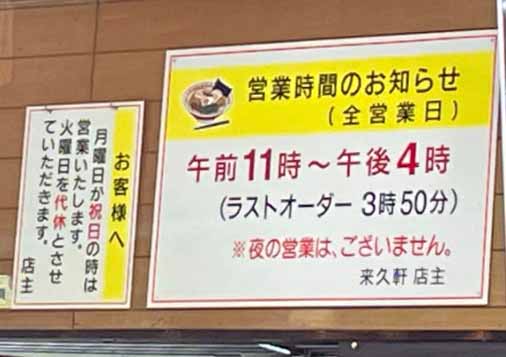 営業時間のお知らせ
(全営業日)
午前11時～午後4時
(ラストオーダー 3時50分)
※夜の営業は、ございません。
来久軒 店主
お客様へ
月曜日が祝日の時は
営業いたします。
火曜日を代休とさせ
ていただきます。
店主